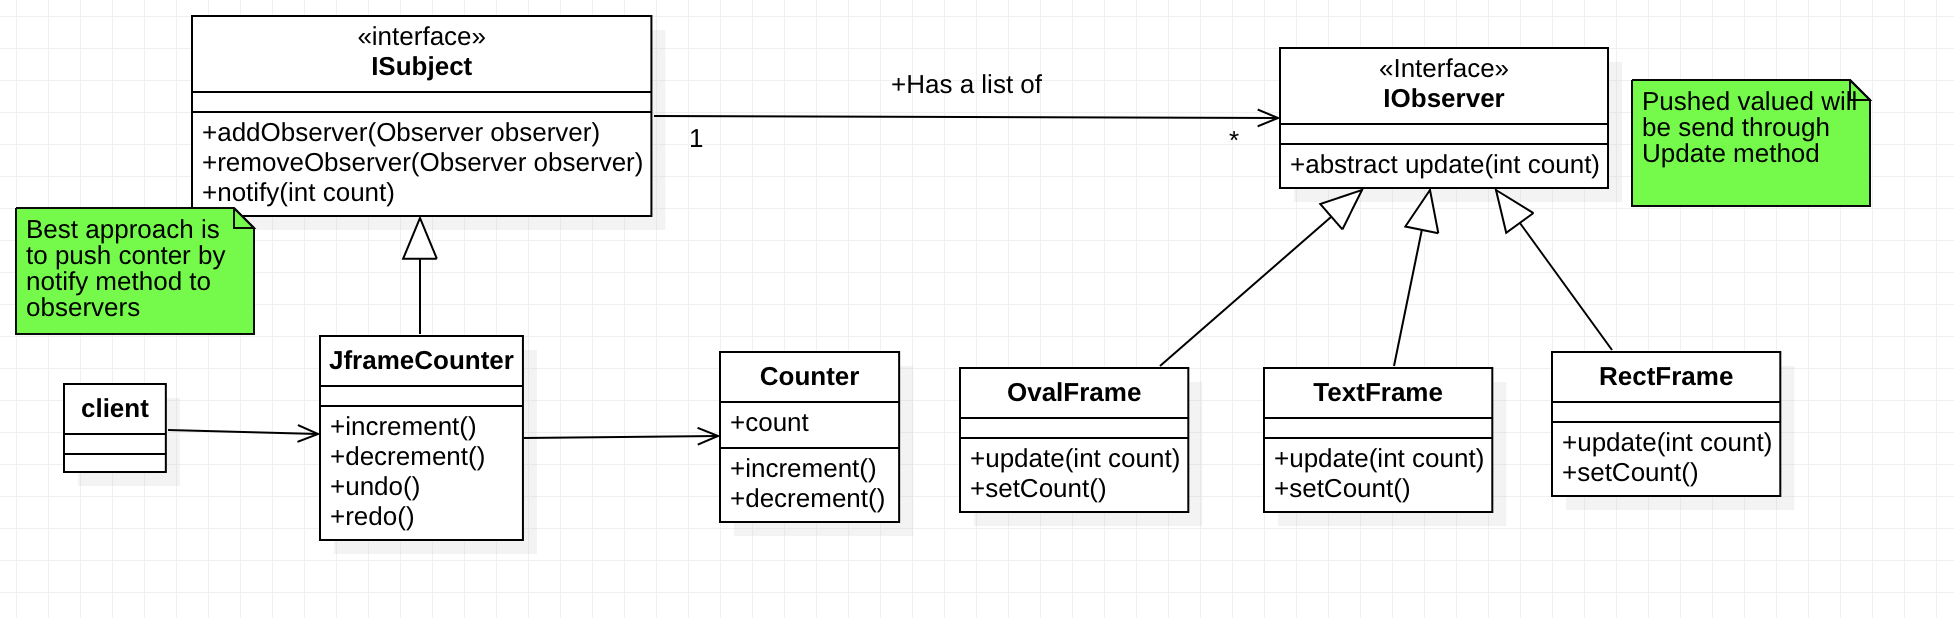 «interface»
ISubject
+addObserver(Observer observer)
+removeObserver(Observer observer)
+notify(int count)
+Has a list of
1
*
«Interface»
IObserver
+abstract update(int count)
Pushed valued will
be send through
Update method
Best approach is
to push conter by
notify method to
observers
client
JframeCounter
+increment()
+decrement()
+undo()
+redo()
Counter
+count
+increment()
+decrement()
OvalFrame
+update(int count)
+setCount()
TextFrame
+update(int count)
+setCount()
RectFrame
+update(int count)
+setCount()